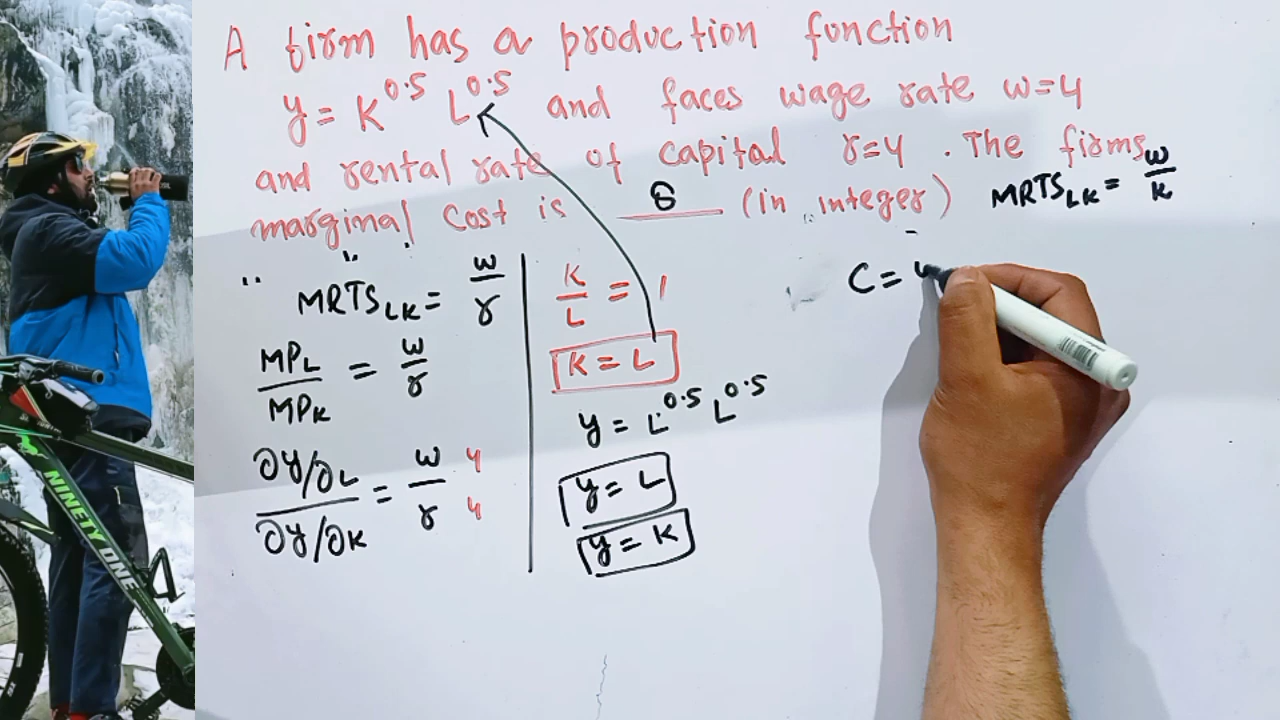 A firm has a production function
y = K^0.5 L^0.5 and faces wage rate w=4
and rental rate of capital r=4 . The firms
marginal cost is 8 (in integer)
MRTS_LK = w/k
MRTS_LK = w/r
MP_L/MP_K = w/r
∂y/∂L / ∂y/∂K = w/r 4/4
K/L = 1
K = L
y = L^0.5 L^0.5
y = L
y = K
C = w
NINETY ONE